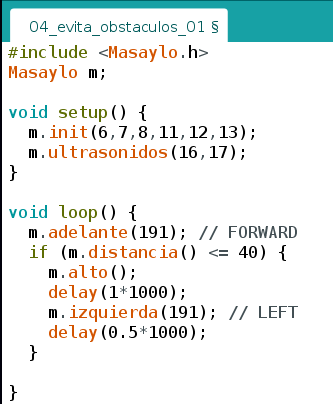 04_evita_obstaculos_01 §
#include <Masaylo.h>
Masaylo m;

void setup() {
  m.init(6,7,8,11,12,13);
  m.ultrasonidos(16,17);
}

void loop() {
  m.adelante(191); // FORWARD
  if (m.distancia() <= 40) {
    m.alto();
    delay(1*1000);
    m.izquierda(191); // LEFT
    delay(0.5*1000);
  }

}